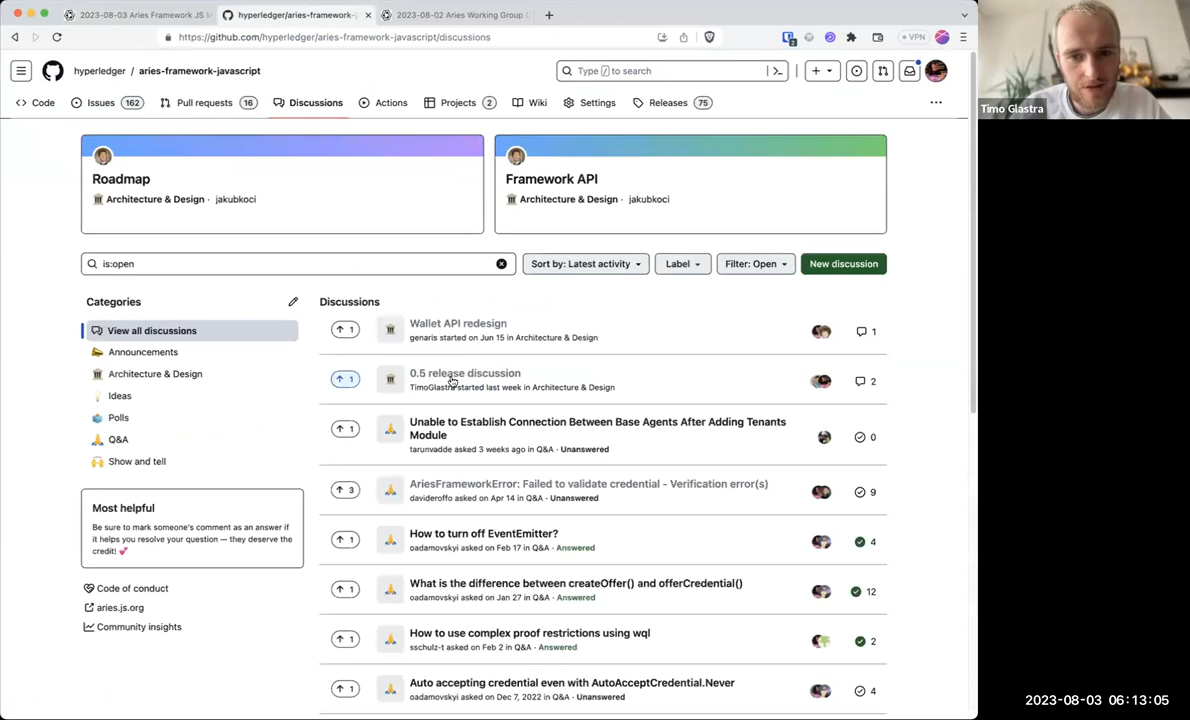 2023-08-03 Aries Framework JS M
hyperledger/aries-framework-j
2023-08-02 Aries Working Group C
https://github.com/hyperledger/aries-framework-javascript/discussions
2
VPN
hyperledger / aries-framework-javascript
Type / to search
Code
Issues 162
Pull requests 16
Discussions
Actions
Projects 2
Wiki
Settings
Releases 75
Timo Glastra
Roadmap
Architecture & Design · jakubkoci
Framework API
Architecture & Design · jakubkoci
is:open
Sort by: Latest activity
Label
Filter: Open
New discussion
Categories
View all discussions
Announcements
Architecture & Design
Ideas
Polls
Q&A
Show and tell
Most helpful
Be sure to mark someone's comment as an answer if
it helps you resolve your question — they deserve the
credit! 💕
Code of conduct
aries.js.org
Community insights
Discussions
1
Wallet API redesign
genaris started on Jun 15 in Architecture & Design
1
1
0.5 release discussion
TimoGlastra started last week in Architecture & Design
2
1
Unable to Establish Connection Between Base Agents After Adding Tenants
Module
tarunvadde asked 3 weeks ago in Q&A · Unanswered
0
3
AriesFrameworkError: Failed to validate credential - Verification error(s)
davideroffo asked on Apr 14 in Q&A · Unanswered
9
1
How to turn off EventEmitter?
oadamovskyi asked on Feb 17 in Q&A · Answered
4
1
What is the difference between createOffer() and offerCredential()
oadamovskyi asked on Jan 27 in Q&A · Answered
12
1
How to use complex proof restrictions using wql
sschulz-t asked on Feb 2 in Q&A · Answered
2
1
Auto accepting credential even with AutoAcceptCredential.Never
oadamovskyi asked on Dec 7, 2022 in Q&A · Unanswered
4
2023-08-03 06:13:05